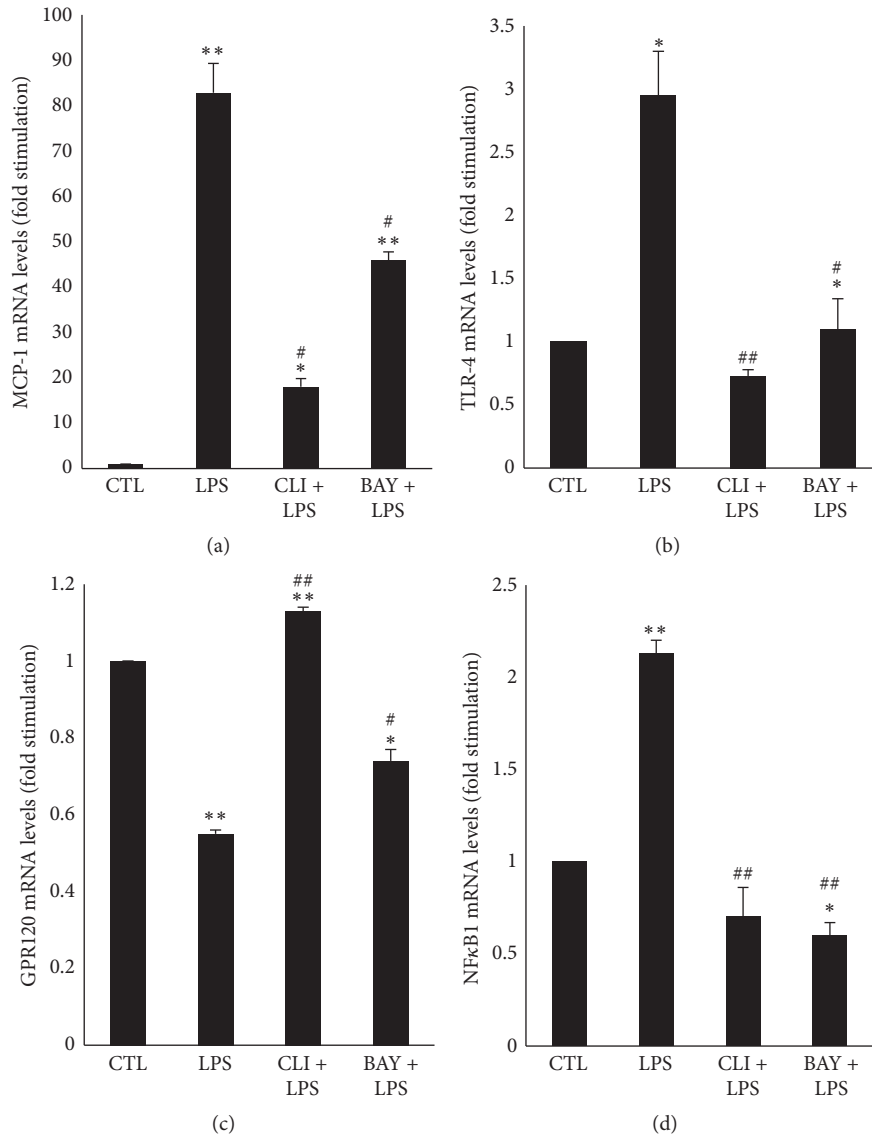 MCP-1 mRNA levels (fold stimulation)
100
90
80
70
60
50
40
30
20
10
0
**
#
*
#
**
CTL
LPS
CLI +
LPS
BAY +
LPS
(a)
TLR-4 mRNA levels (fold stimulation)
3.5
3
2.5
2
1.5
1
0.5
0
*
##
#
*
CTL
LPS
CLI +
LPS
BAY +
LPS
(b)
GPR120 mRNA levels (fold stimulation)
1.2
1
0.8
0.6
0.4
0.2
0
**
##
**
#
*
CTL
LPS
CLI +
LPS
BAY +
LPS
(c)
NFκB1 mRNA levels (fold stimulation)
2.5
2
1.5
1
0.5
0
**
##
##
*
CTL
LPS
CLI +
LPS
BAY +
LPS
(d)